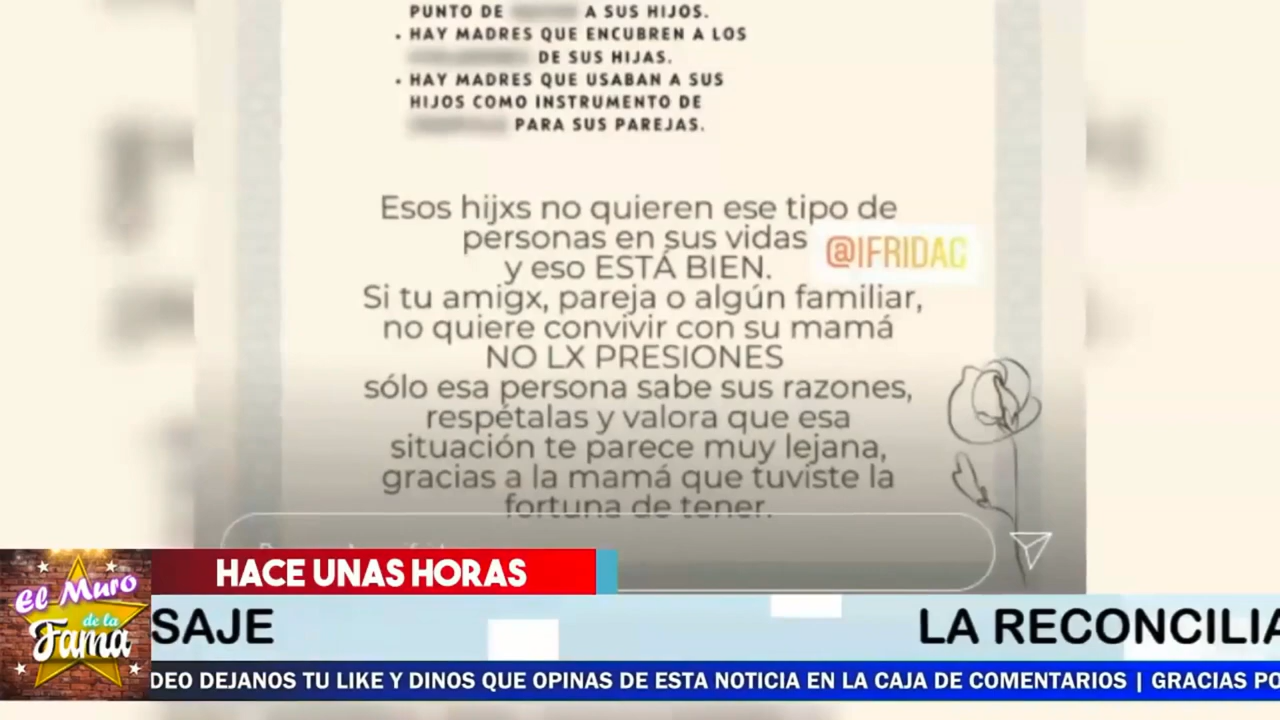 PUNTO DE A SUS HIJOS.
• HAY MADRES QUE ENCUBREN A LOS
DE SUS HIJAS.
• HAY MADRES QUE USABAN A SUS
HIJOS COMO INSTRUMENTO DE
PARA SUS PAREJAS.
Esos hijxs no quieren ese tipo de
personas en sus vidas
@IFRIDAG
y eso ESTÁ BIEN.
Si tu amigx, pareja o algún familiar,
no quiere convivir con su mamá
NO LX PRESIONES
sólo esa persona sabe sus razones,
respétalas y valora que esa
situación te parece muy lejana,
gracias a la mamá que tuviste la
fortuna de tener.
HACE UNAS HORAS
El Muro
de la
Fama
SAJE LA RECONCILIA
DEO DEJANOS TU LIKE Y DINOS QUE OPINAS DE ESTA NOTICIA EN LA CAJA DE COMENTARIOS | GRACIAS PO